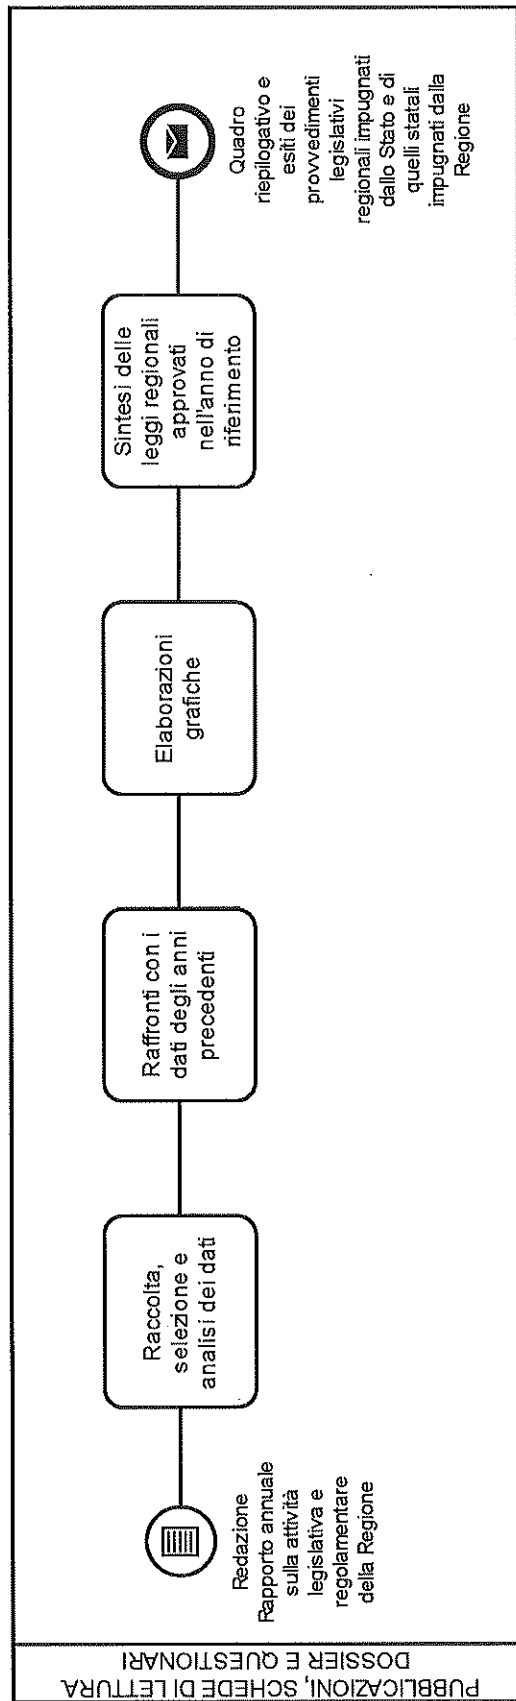 PUBBLICAZIONI, SCHEDE DI LETTURA
DOSSIER E QUESTIONARI
Redazione
Rapporto annuale
sulla attività
legislativa e
regolamentare
della Regione
Raccolta,
selezione e
analisi dei dati
Raffronti con i
dati degli anni
precedenti
Elaborazioni
grafiche
Sintesi delle
leggi regionali
approvati
nell'anno di
riferimento
Quadro
riepilogativo e
esiti dei
provvedimenti
legislativi
regionali impugnati
dallo Stato e di
quelli statali
impugnati dalla
Regione